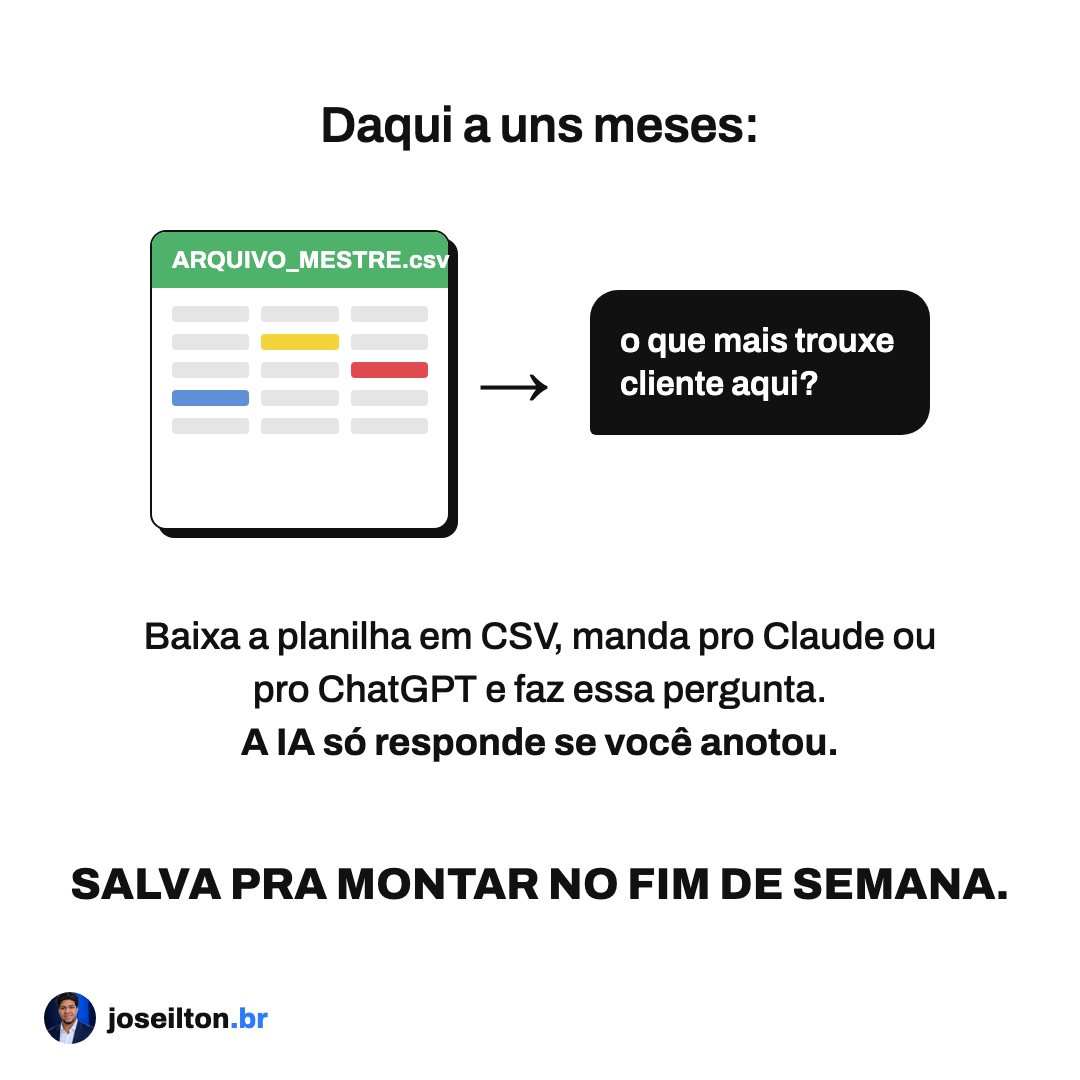 Daqui a uns meses:
ARQUIVO_MESTRE.csv
o que mais trouxe
cliente aqui?
Baixa a planilha em CSV, manda pro Claude ou
pro ChatGPT e faz essa pergunta.
A IA só responde se você anotou.
SALVA PRA MONTAR NO FIM DE SEMANA.
joseilton.br